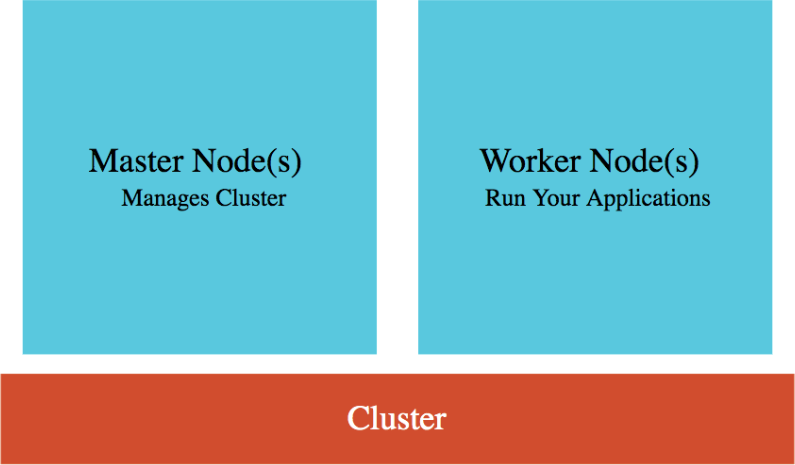 Master Node(s)
Manages Cluster
Worker Node(s)
Run Your Applications
Cluster